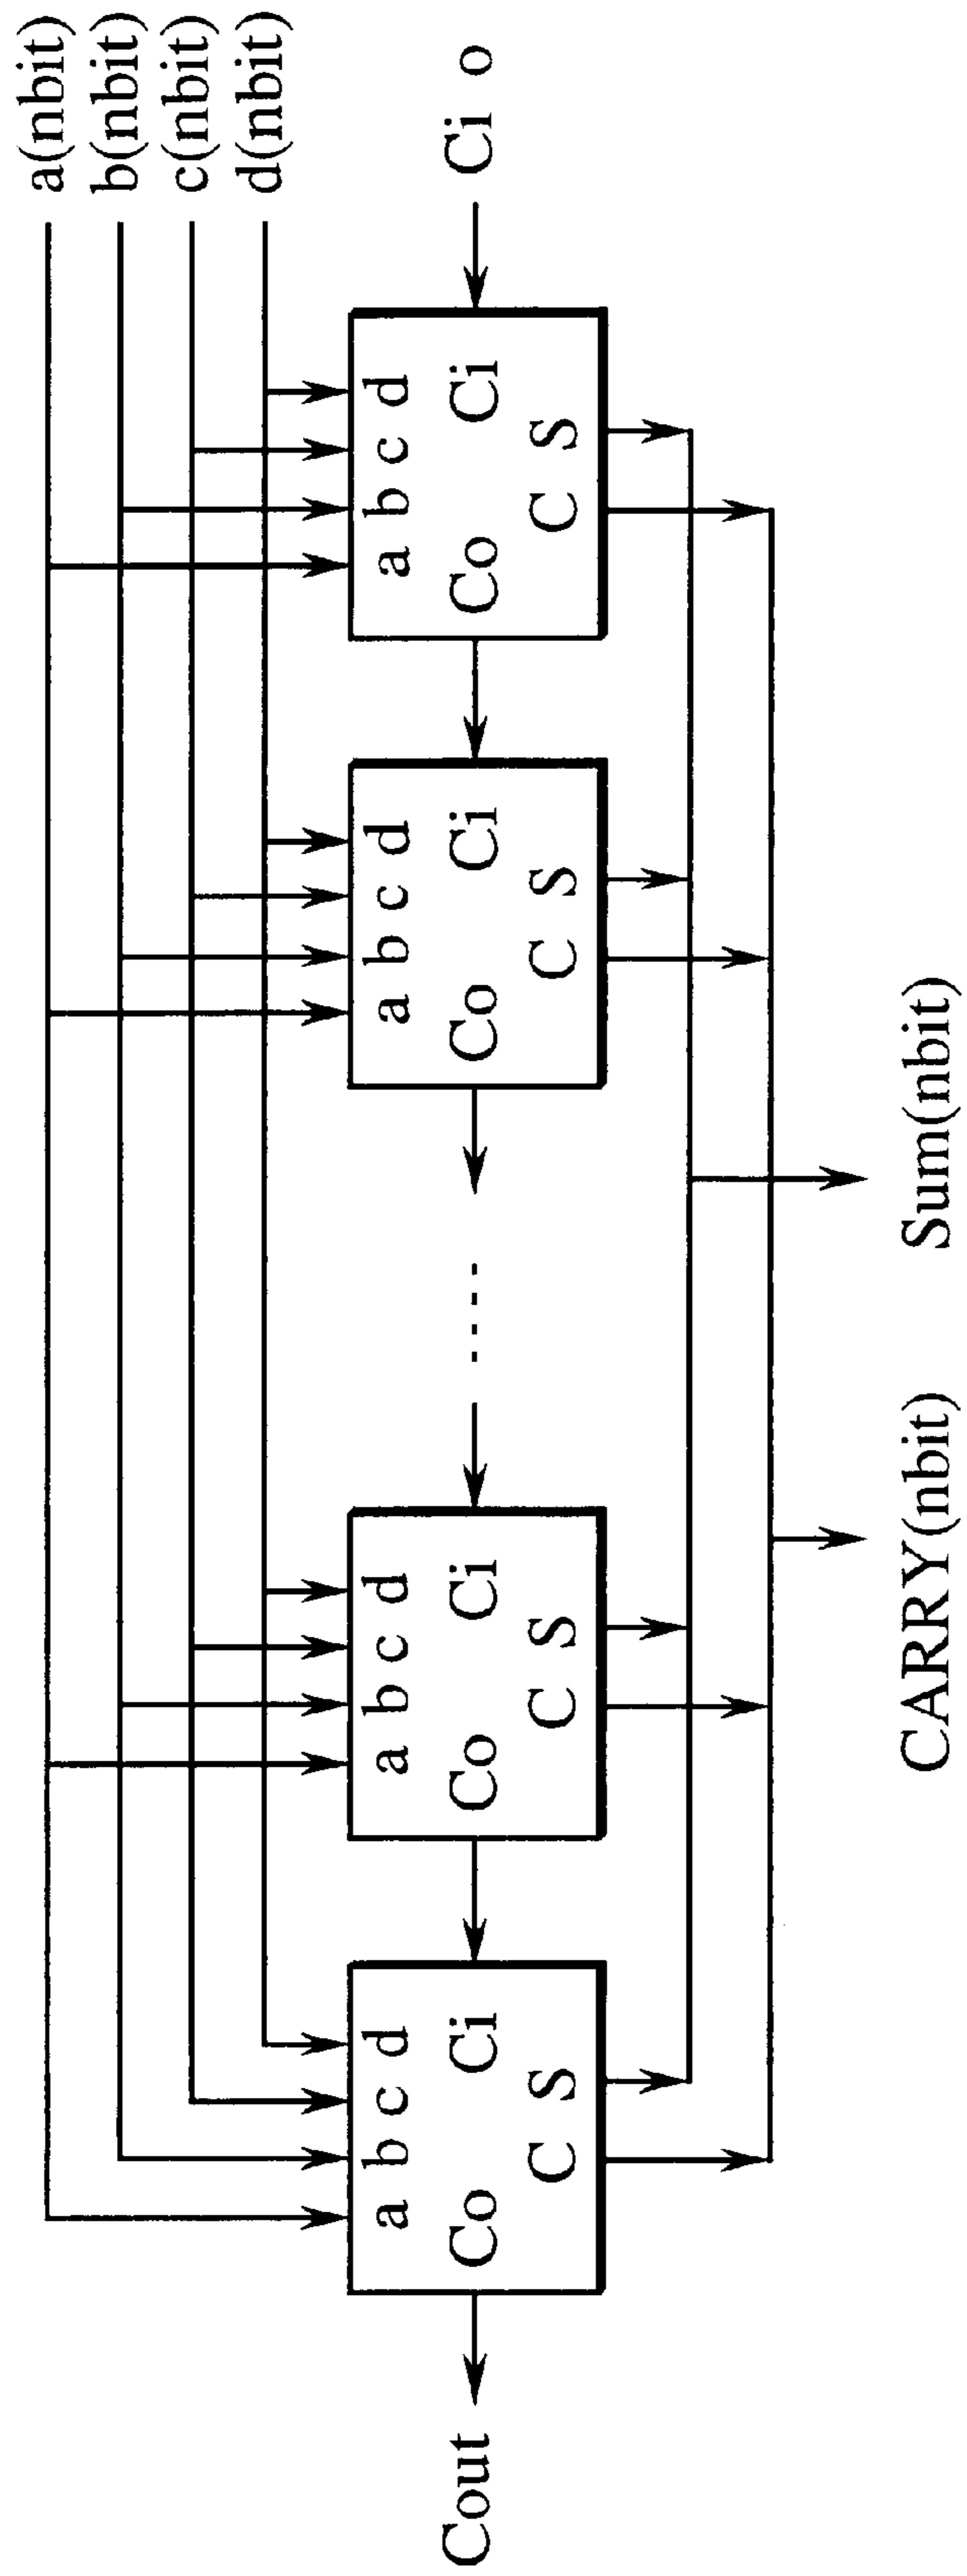 a(nbit)
b(nbit)
c(nbit)
d(nbit)
a b c d
a b c d
a b c d
a b c d
Cout
Co Ci
Co Ci
Co Ci
Co Ci
Ci o
C S
C S
C S
C S
CARRY(nbit)
Sum(nbit)